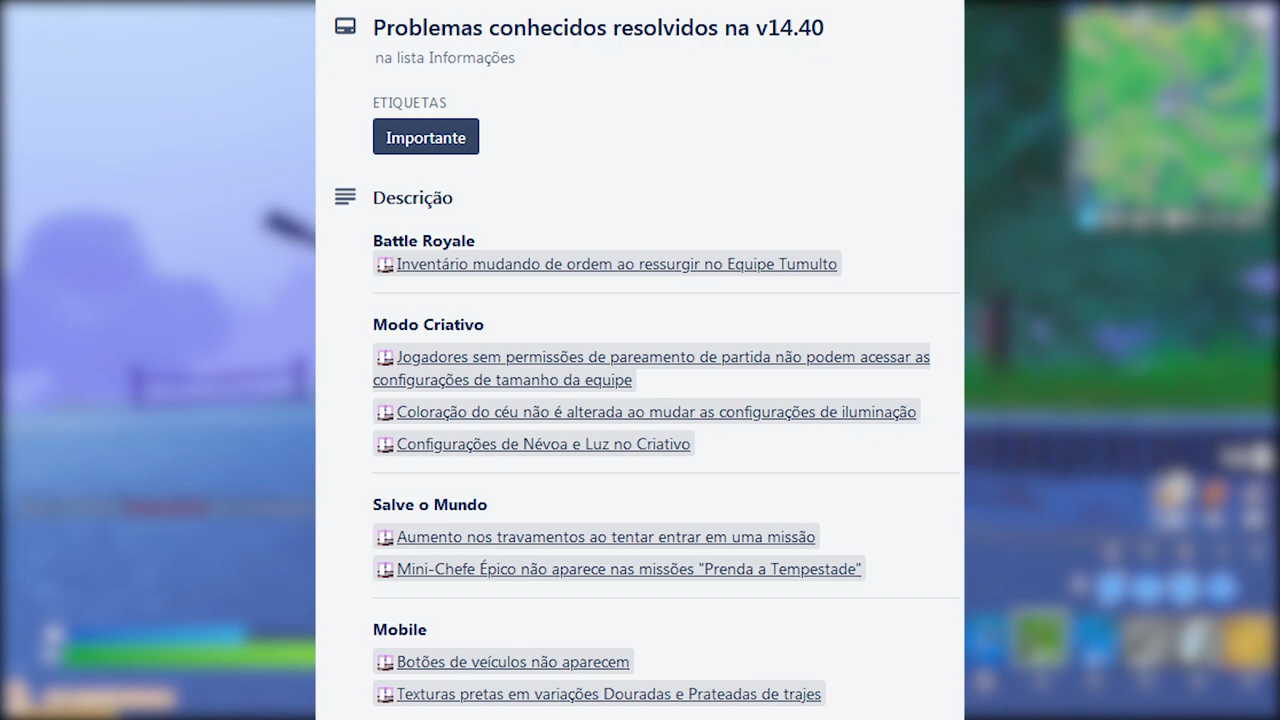 Problemas conhecidos resolvidos na v14.40
na lista Informações
ETIQUETAS
Importante
Descrição
Battle Royale
Inventário mudando de ordem ao ressurgir no Equipe Tumulto
Modo Criativo
Jogadores sem permissões de pareamento de partida não podem acessar as
configurações de tamanho da equipe
Coloração do céu não é alterada ao mudar as configurações de iluminação
Configurações de Névoa e Luz no Criativo
Salve o Mundo
Aumento nos travamentos ao tentar entrar em uma missão
Mini-Chefe Épico não aparece nas missões "Prenda a Tempestade"
Mobile
Botões de veículos não aparecem
Texturas pretas em variações Douradas e Prateadas de trajes